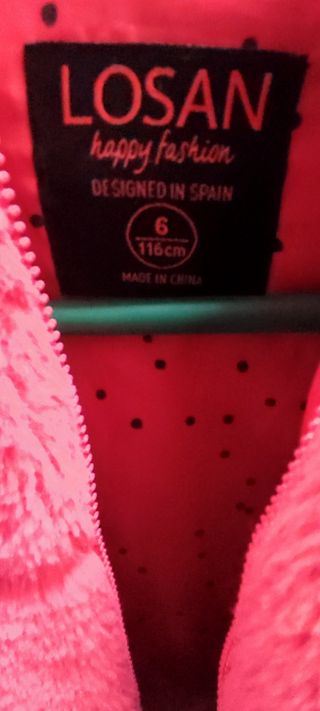 LOSAN
happy fashion
DESIGNED IN SPAIN
6
116cm
MADE IN CHINA